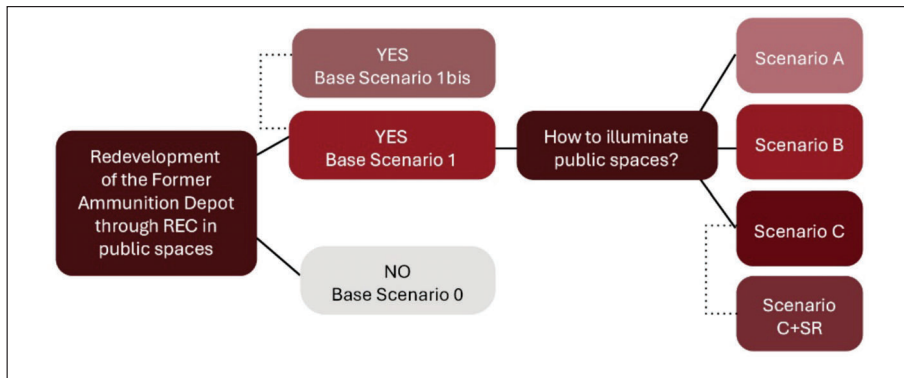 YES
Base Scenario 1bis
Redevelopment
of the Former
Ammunition Depot
through REC in
public spaces
YES
Base Scenario 1
NO
Base Scenario 0
How to illuminate
public spaces?
Scenario A
Scenario B
Scenario C
Scenario
C+SR